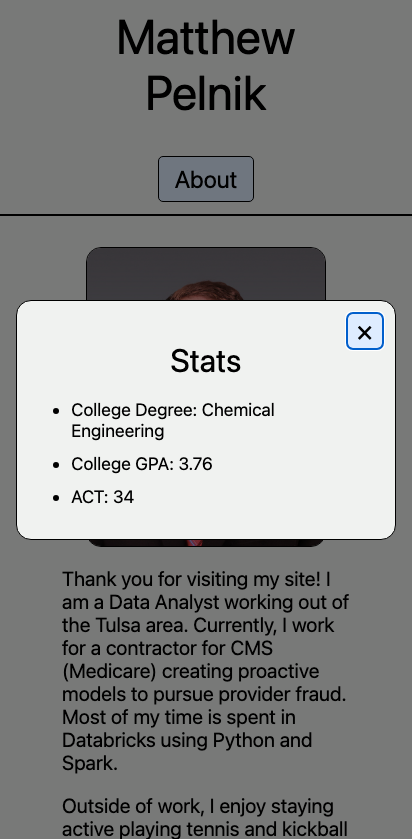 Matthew
Pelnik
About
×
Stats
College Degree: Chemical
Engineering
College GPA: 3.76
ACT: 34
Thank you for visiting my site! I
am a Data Analyst working out of
the Tulsa area. Currently, I work
for a contractor for CMS
(Medicare) creating proactive
models to pursue provider fraud.
Most of my time is spent in
Databricks using Python and
Spark.
Outside of work, I enjoy staying
active playing tennis and kickball